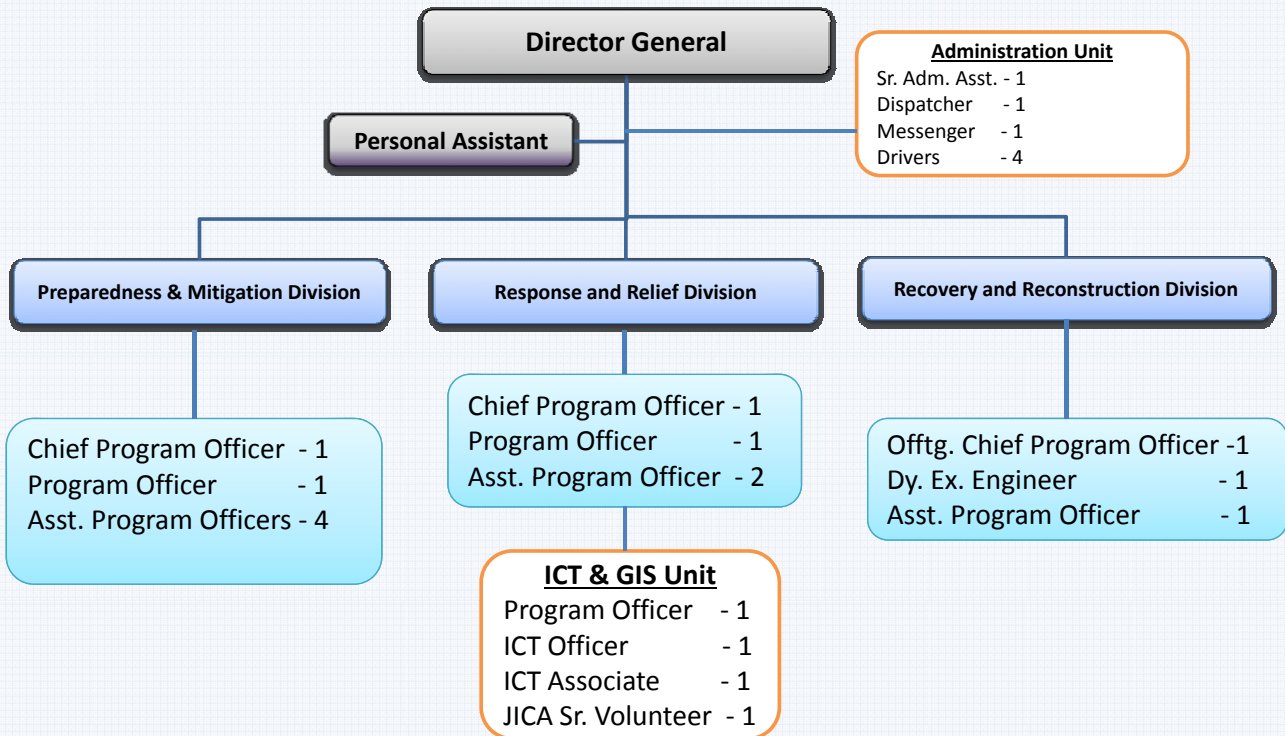 Director General
Administration Unit
Sr. Adm. Asst. - 1
Dispatcher - 1
Messenger - 1
Drivers - 4
Personal Assistant
Preparedness & Mitigation Division
Response and Relief Division
Recovery and Reconstruction Division
Chief Program Officer - 1
Program Officer - 1
Asst. Program Officers - 4
Chief Program Officer - 1
Program Officer - 1
Asst. Program Officer - 2
Offtg. Chief Program Officer -1
Dy. Ex. Engineer - 1
Asst. Program Officer - 1
ICT & GIS Unit
Program Officer - 1
ICT Officer - 1
ICT Associate - 1
JICA Sr. Volunteer - 1